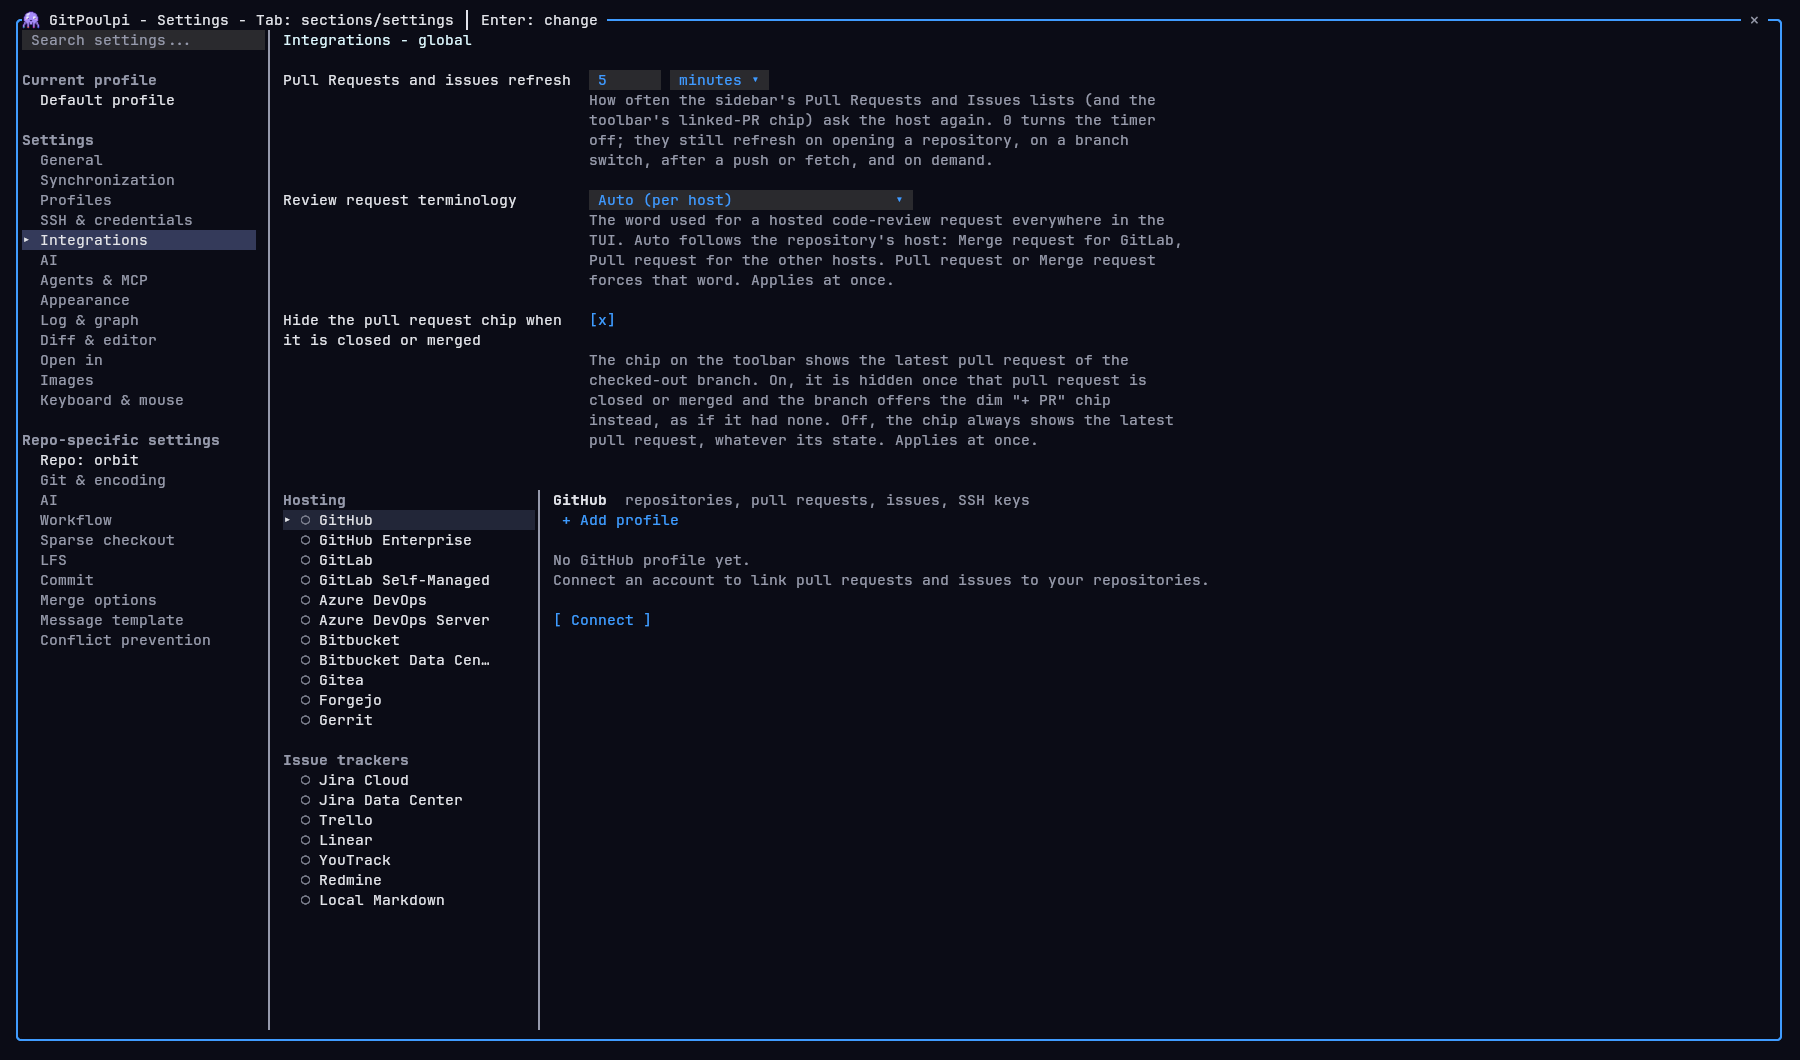 GitPoulpi - Settings - Tab: sections/settings │ Enter: change ×
Search settings...
Current profile
Default profile
Settings
General
Synchronization
Profiles
SSH & credentials
▸ Integrations
AI
Agents & MCP
Appearance
Log & graph
Diff & editor
Open in
Images
Keyboard & mouse
Repo-specific settings
Repo: orbit
Git & encoding
AI
Workflow
Sparse checkout
LFS
Commit
Merge options
Message template
Conflict prevention
Integrations - global
Pull Requests and issues refresh 5 minutes ▾
How often the sidebar's Pull Requests and Issues lists (and the
toolbar's linked-PR chip) ask the host again. 0 turns the timer
off; they still refresh on opening a repository, on a branch
switch, after a push or fetch, and on demand.
Review request terminology Auto (per host) ▾
The word used for a hosted code-review request everywhere in the
TUI. Auto follows the repository's host: Merge request for GitLab,
Pull request for the other hosts. Pull request or Merge request
forces that word. Applies at once.
Hide the pull request chip when [x]
it is closed or merged
The chip on the toolbar shows the latest pull request of the
checked-out branch. On, it is hidden once that pull request is
closed or merged and the branch offers the dim "+ PR" chip
instead, as if it had none. Off, the chip always shows the latest
pull request, whatever its state. Applies at once.
Hosting
▸ GitHub
GitHub Enterprise
GitLab
GitLab Self-Managed
Azure DevOps
Azure DevOps Server
Bitbucket
Bitbucket Data Cen…
Gitea
Forgejo
Gerrit
Issue trackers
Jira Cloud
Jira Data Center
Trello
Linear
YouTrack
Redmine
Local Markdown
GitHub repositories, pull requests, issues, SSH keys
+ Add profile
No GitHub profile yet.
Connect an account to link pull requests and issues to your repositories.
[ Connect ]